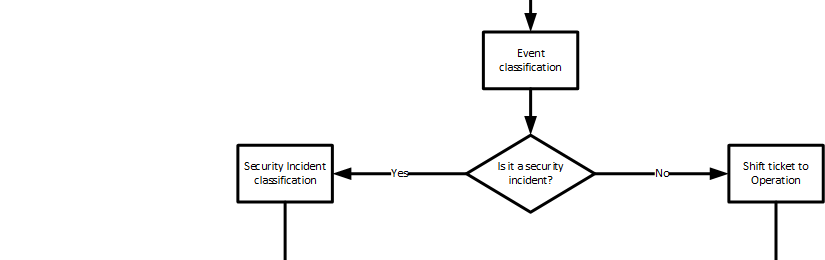 Event
classification
Is it a security
incident?
Yes
Security Incident
classification
No
Shift ticket to
Operation